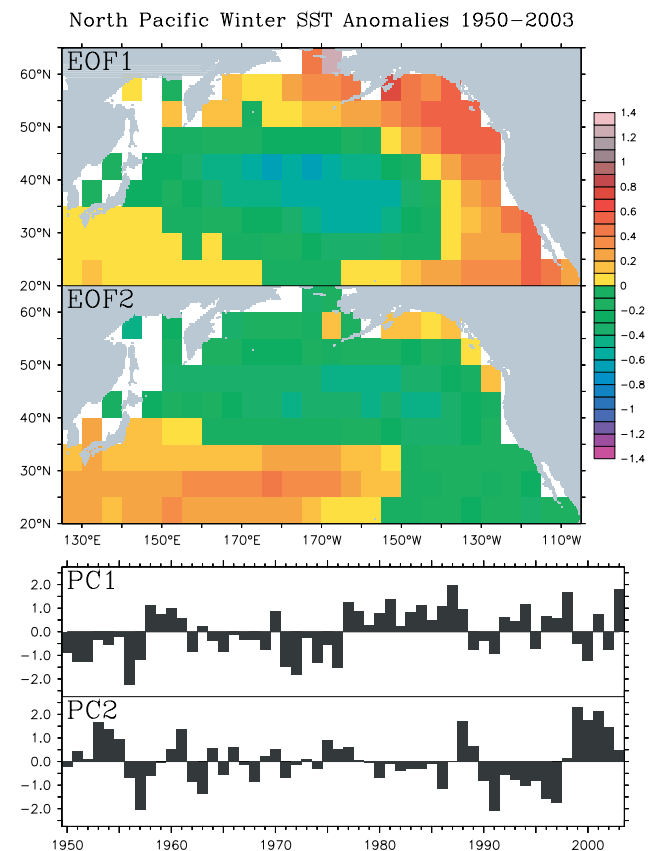 North Pacific Winter SST Anomalies 1950−2003
EOF1
60°N
50°N
40°N
30°N
20°N
EOF2
60°N
50°N
40°N
30°N
20°N
130°E 150°E 170°E 170°W 150°W 130°W 110°W
1.4
1.2
1
0.8
0.6
0.4
0.2
0
−0.2
−0.4
−0.6
−0.8
−1
−1.2
−1.4
PC1
2.0
1.0
0.0
−1.0
−2.0
PC2
2.0
1.0
0.0
−1.0
−2.0
1950 1960 1970 1980 1990 2000